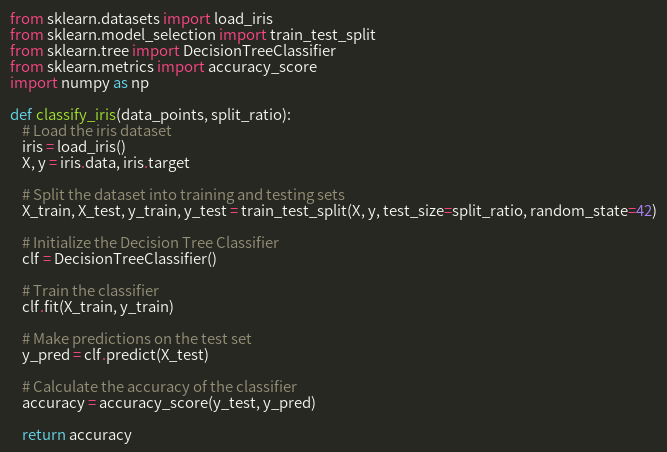 from sklearn.datasets import load_iris
from sklearn.model_selection import train_test_split
from sklearn.tree import DecisionTreeClassifier
from sklearn.metrics import accuracy_score
import numpy as np

def classify_iris(data_points, split_ratio):
    # Load the iris dataset
    iris = load_iris()
    X, y = iris.data, iris.target

    # Split the dataset into training and testing sets
    X_train, X_test, y_train, y_test = train_test_split(X, y, test_size=split_ratio, random_state=42)

    # Initialize the Decision Tree Classifier
    clf = DecisionTreeClassifier()

    # Train the classifier
    clf.fit(X_train, y_train)

    # Make predictions on the test set
    y_pred = clf.predict(X_test)

    # Calculate the accuracy of the classifier
    accuracy = accuracy_score(y_test, y_pred)

    return accuracy